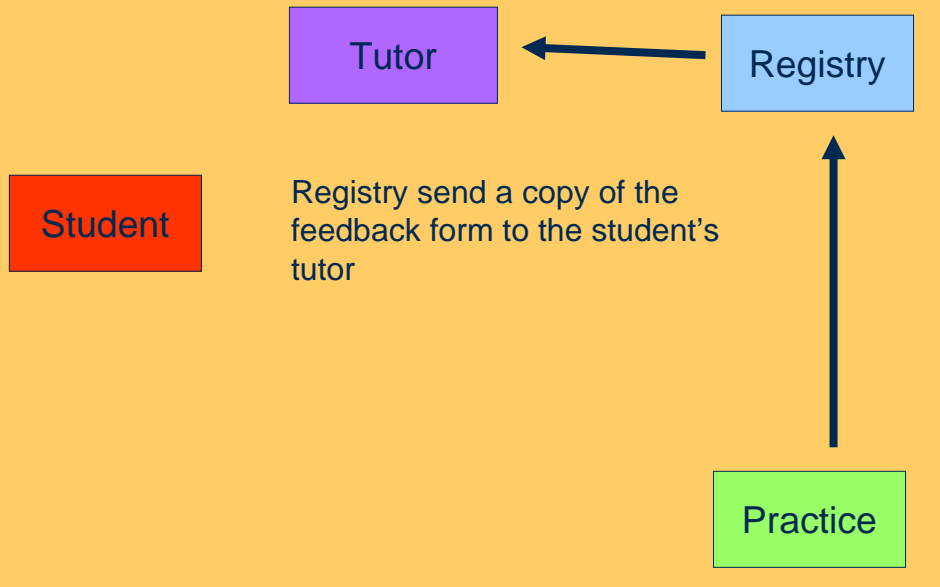 Tutor
Registry
Student
Registry send a copy of the
feedback form to the student’s
tutor
Practice